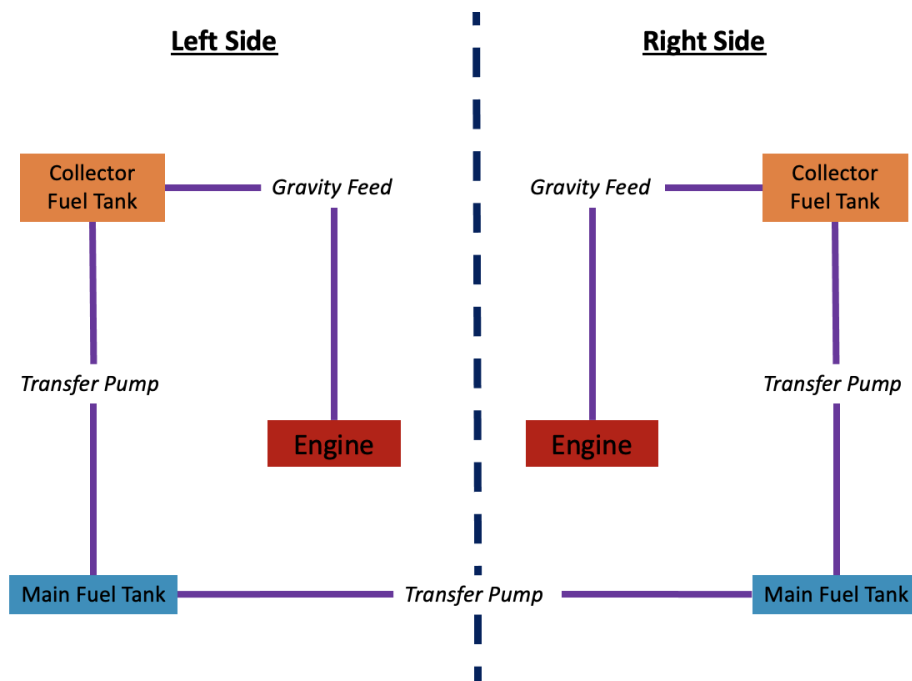 Left Side
Right Side
Collector
Fuel Tank
Gravity Feed
Gravity Feed
Collector
Fuel Tank
Transfer Pump
Transfer Pump
Engine
Engine
Main Fuel Tank
Transfer Pump
Main Fuel Tank